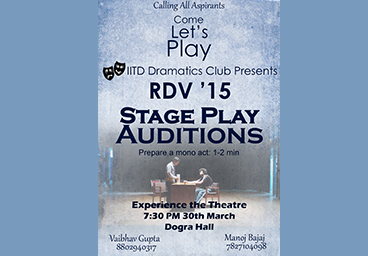 Calling All Aspirants
Come
Let's
Play
IITD Dramatics Club Presents
RDV '15
STAGE PLAY
AUDITIONS
Prepare a mono act: 1-2 min
Experience the Theatre
7:30 PM 30th March
Dogra Hall
Vaibhav Gupta Manoj Bajaj
8802940317 7827104698